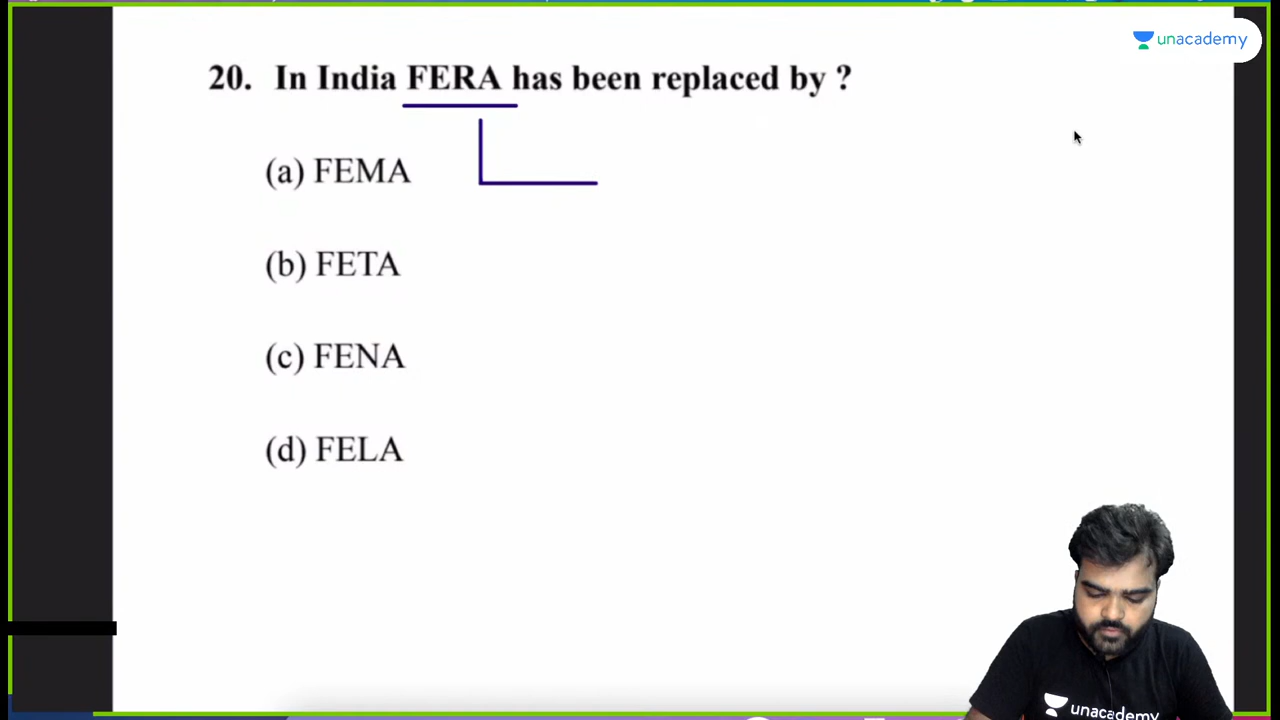 unacademy
20. In India FERA has been replaced by ?
(a) FEMA
(b) FETA
(c) FENA
(d) FELA
unacademy